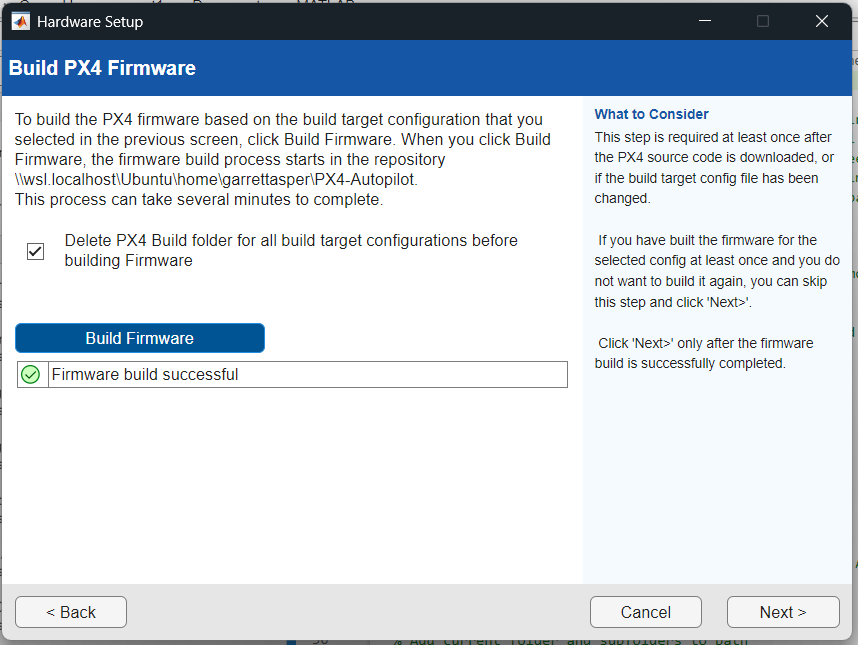 Hardware Setup
Build PX4 Firmware
To build the PX4 firmware based on the build target configuration that you
selected in the previous screen, click Build Firmware. When you click Build
Firmware, the firmware build process starts in the repository
\\wsl.localhost\Ubuntu\home\garrettasper\PX4-Autopilot.
This process can take several minutes to complete.
Delete PX4 Build folder for all build target configurations before
building Firmware
Build Firmware
Firmware build successful
What to Consider
This step is required at least once after
the PX4 source code is downloaded, or
if the build target config file has been
changed.
If you have built the firmware for the
selected config at least once and you do
not want to build it again, you can skip
this step and click 'Next>'.
Click 'Next>' only after the firmware
build is successfully completed.
< Back
Cancel
Next >
% Add current folder and subfolders to path